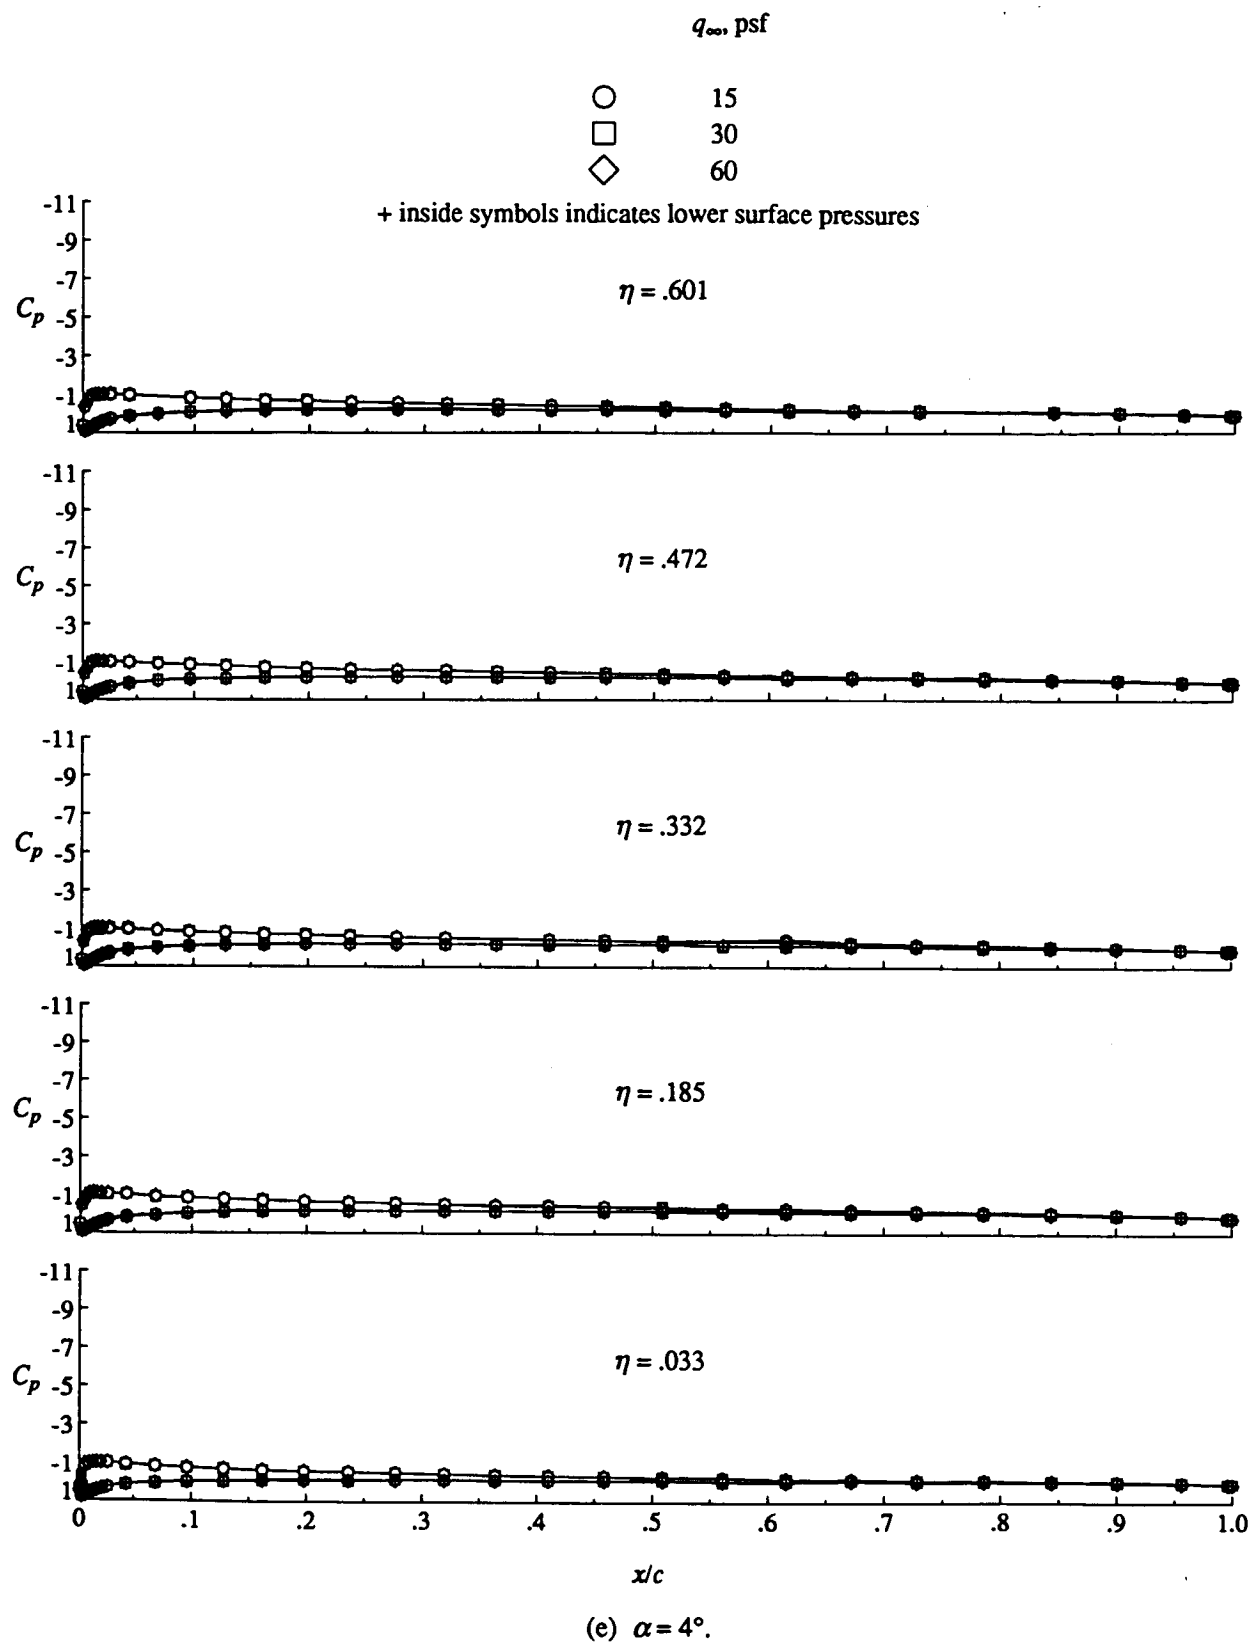 q∞, psf
15
30
60
+ inside symbols indicates lower surface pressures
-11
-9
-7
-5
-3
-1
1
Cp
η = .601
-11
-9
-7
-5
-3
-1
1
Cp
η = .472
-11
-9
-7
-5
-3
-1
1
Cp
η = .332
-11
-9
-7
-5
-3
-1
1
Cp
η = .185
-11
-9
-7
-5
-3
-1
1
Cp
η = .033
0 .1 .2 .3 .4 .5 .6 .7 .8 .9 1.0
x/c
(e) α = 4°.